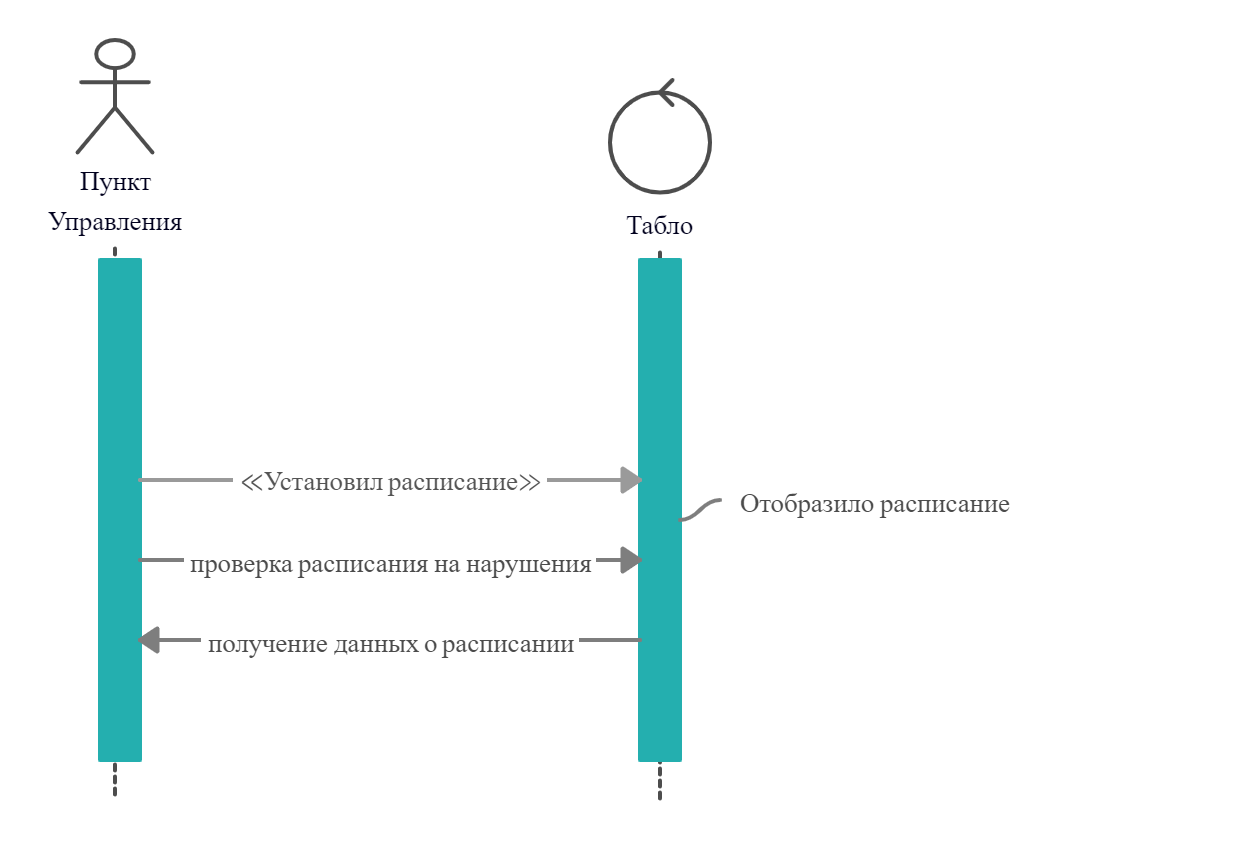 Пункт
Управления
Табло
≪Установил расписание≫
Отобразило расписание
проверка расписания на нарушения
получение данных о расписании